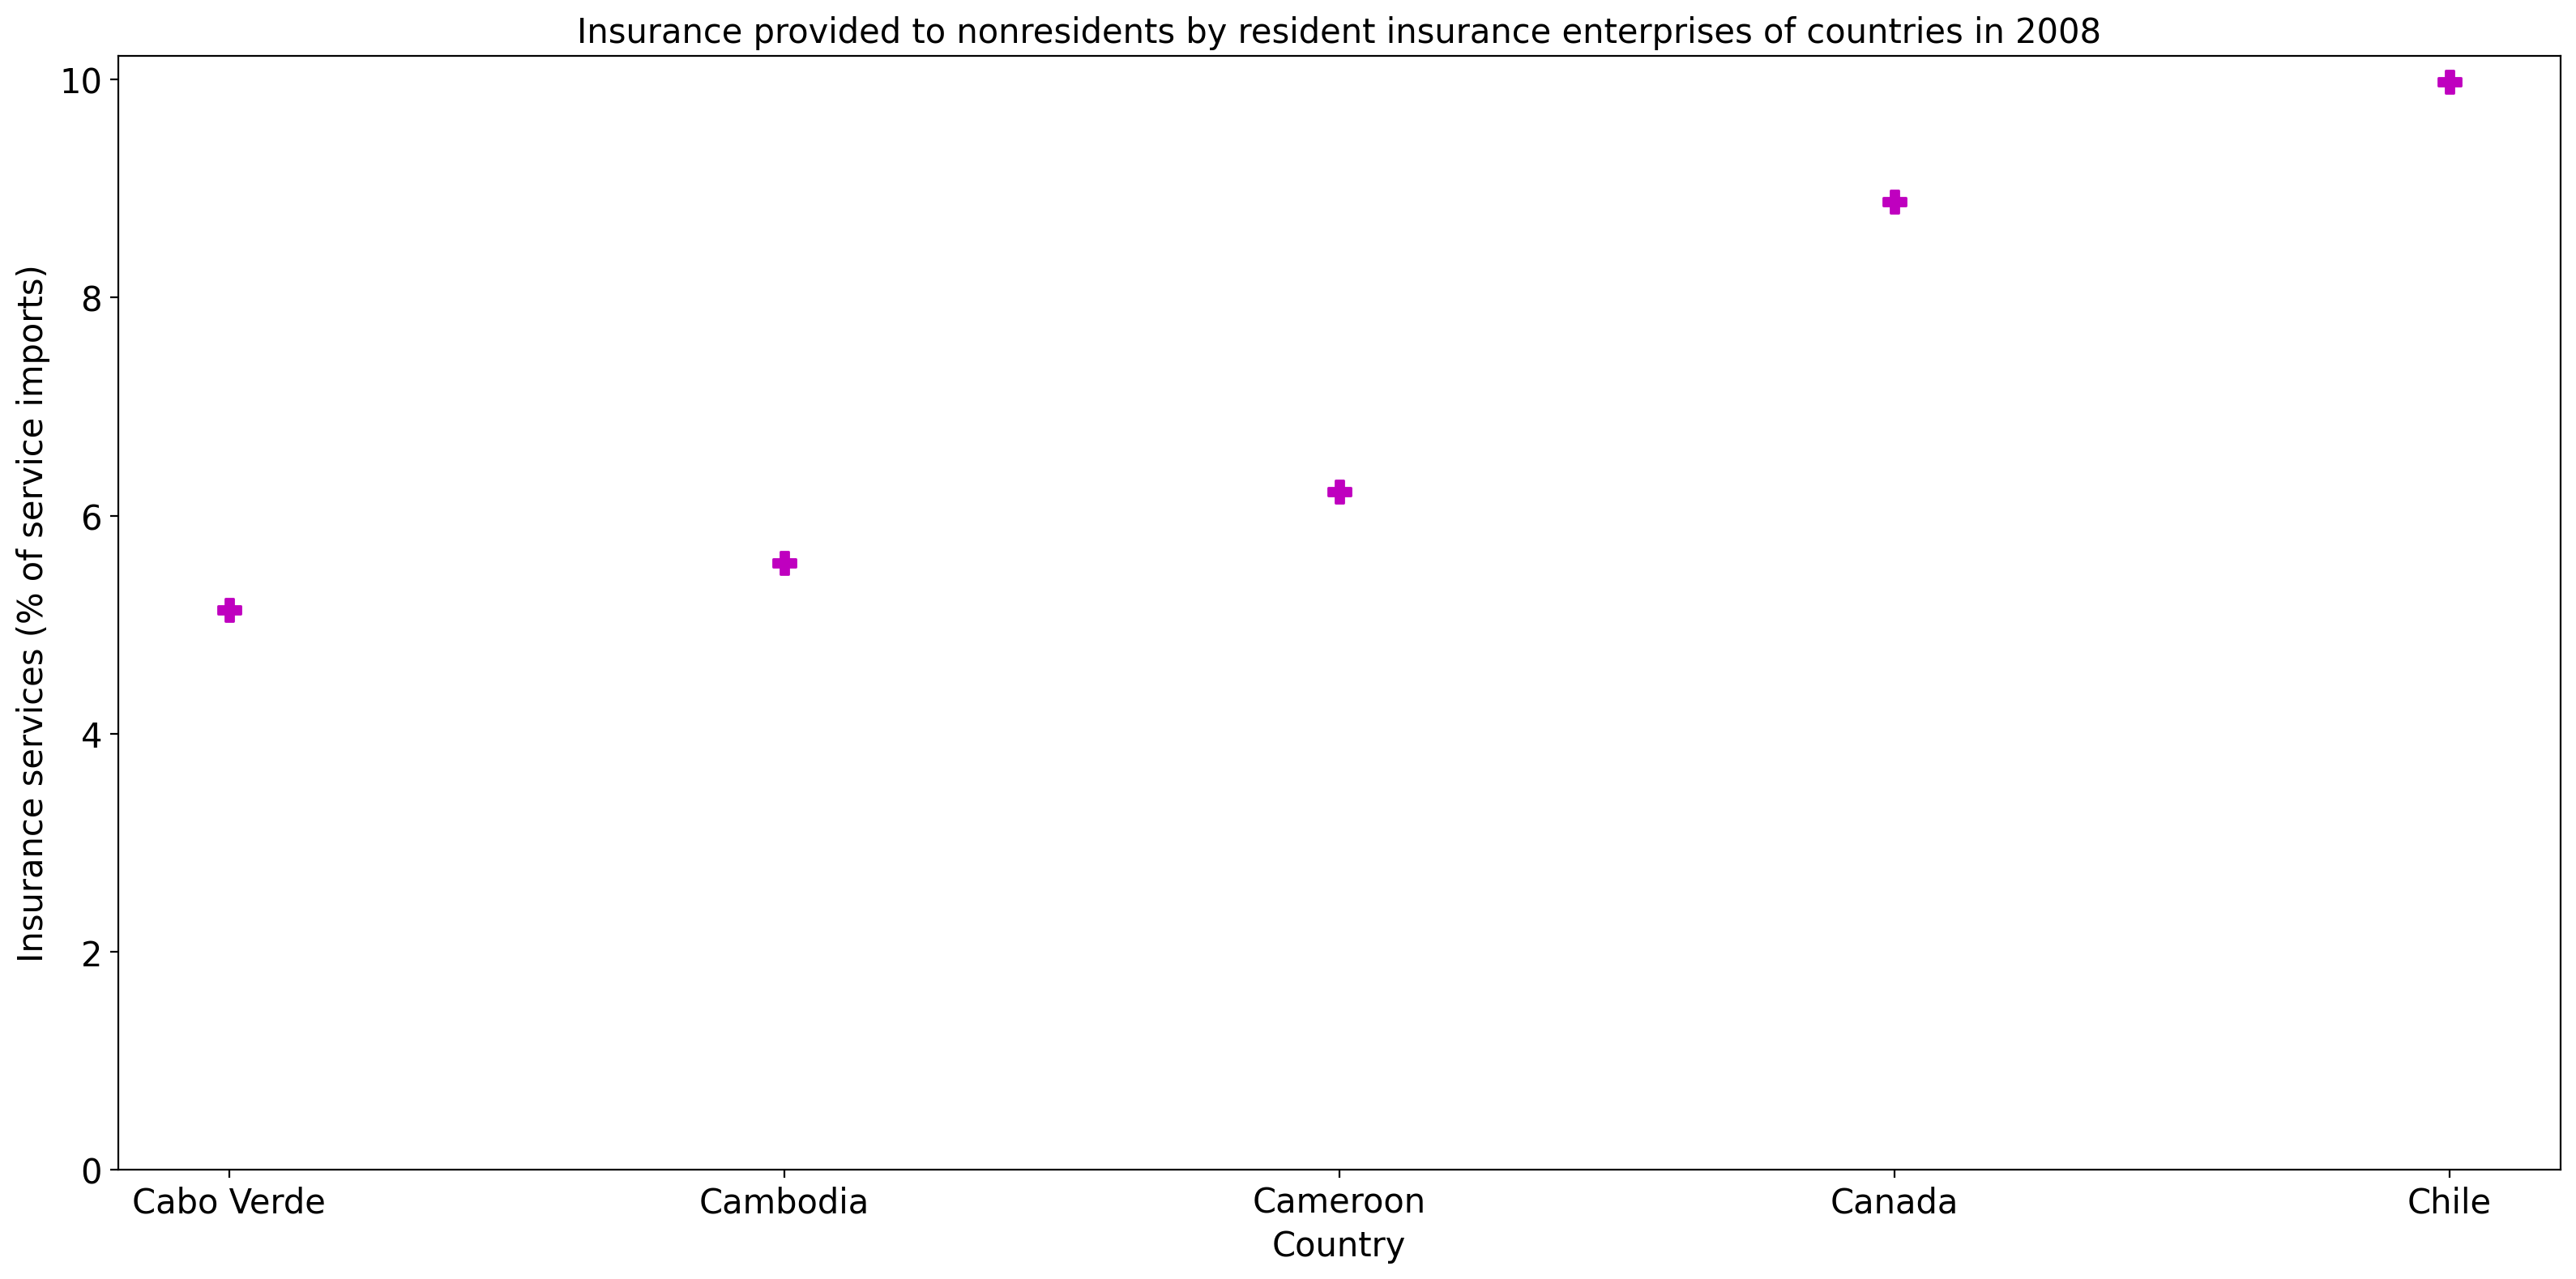 Insurance provided to nonresidents by resident insurance enterprises of countries in 2008
Insurance services (% of service imports)
10
8
6
4
2
0
Cabo Verde Cambodia Cameroon Canada Chile
Country